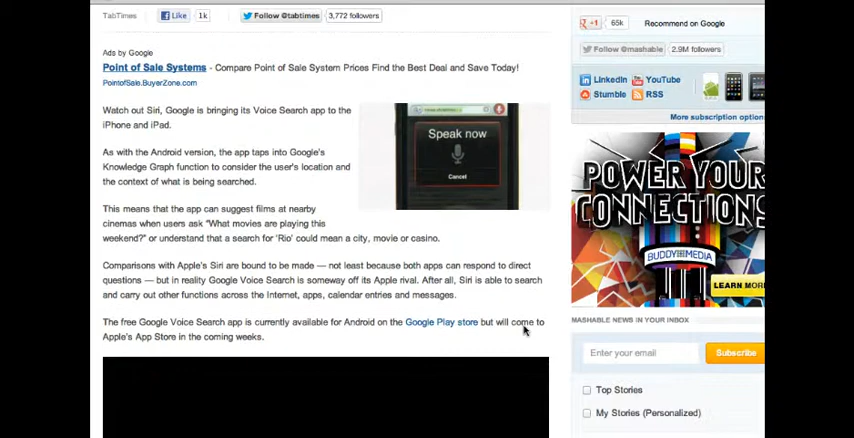 TabTimes
Like
1k
Follow @tabtimes
3,772 followers
Ads by Google
Point of Sale Systems - Compare Point of Sale System Prices Find the Best Deal and Save Today!
PointofSale.BuyerZone.com
Watch out Siri, Google is bringing its Voice Search app to the
iPhone and iPad.
As with the Android version, the app taps into Google's
Knowledge Graph function to consider the user's location and
the context of what is being searched.
This means that the app can suggest films at nearby
cinemas when users ask "What movies are playing this
weekend?" or understand that a search for 'Rio' could mean a city, movie or casino.
Comparisons with Apple's Siri are bound to be made — not least because both apps can respond to direct
questions — but in reality Google Voice Search is someway off its Apple rival. After all, Siri is able to search
and carry out other functions across the Internet, apps, calendar entries and messages.
The free Google Voice Search app is currently available for Android on the Google Play store but will come to
Apple's App Store in the coming weeks.
Speak now
Cancel
+1
65k
Recommend on Google
Follow @mashable
2.9M followers
LinkedIn
YouTube
Stumble
RSS
More subscription options
POWER YOUR
CONNECTIONS
BUDDY MEDIA
LEARN MORE
MASHABLE NEWS IN YOUR INBOX
Enter your email
Subscribe
Top Stories
My Stories (Personalized)